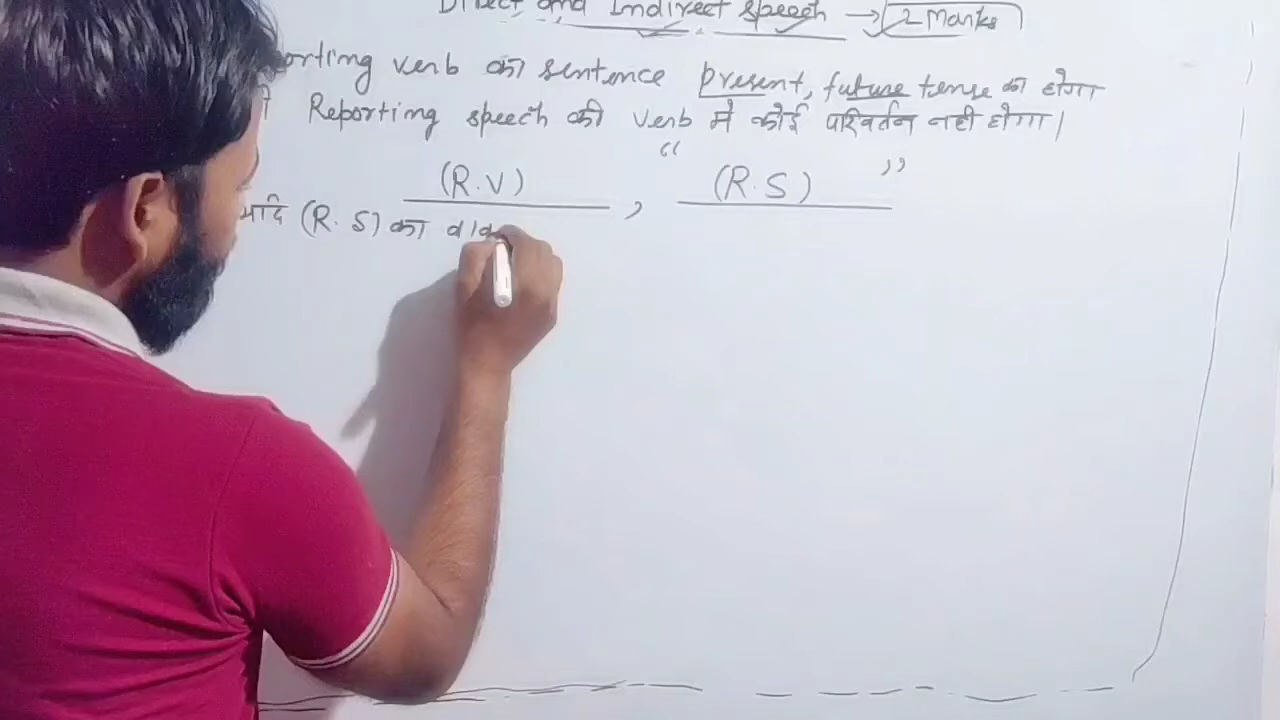 Direct and Indirect speech → 2 Marks
orting verb का sentence present, future tense का होगा
Reporting speech की verb में कोई परिवर्तन नही होगा।
(R.V) , “ (R.S) ”
यदि (R.S) का